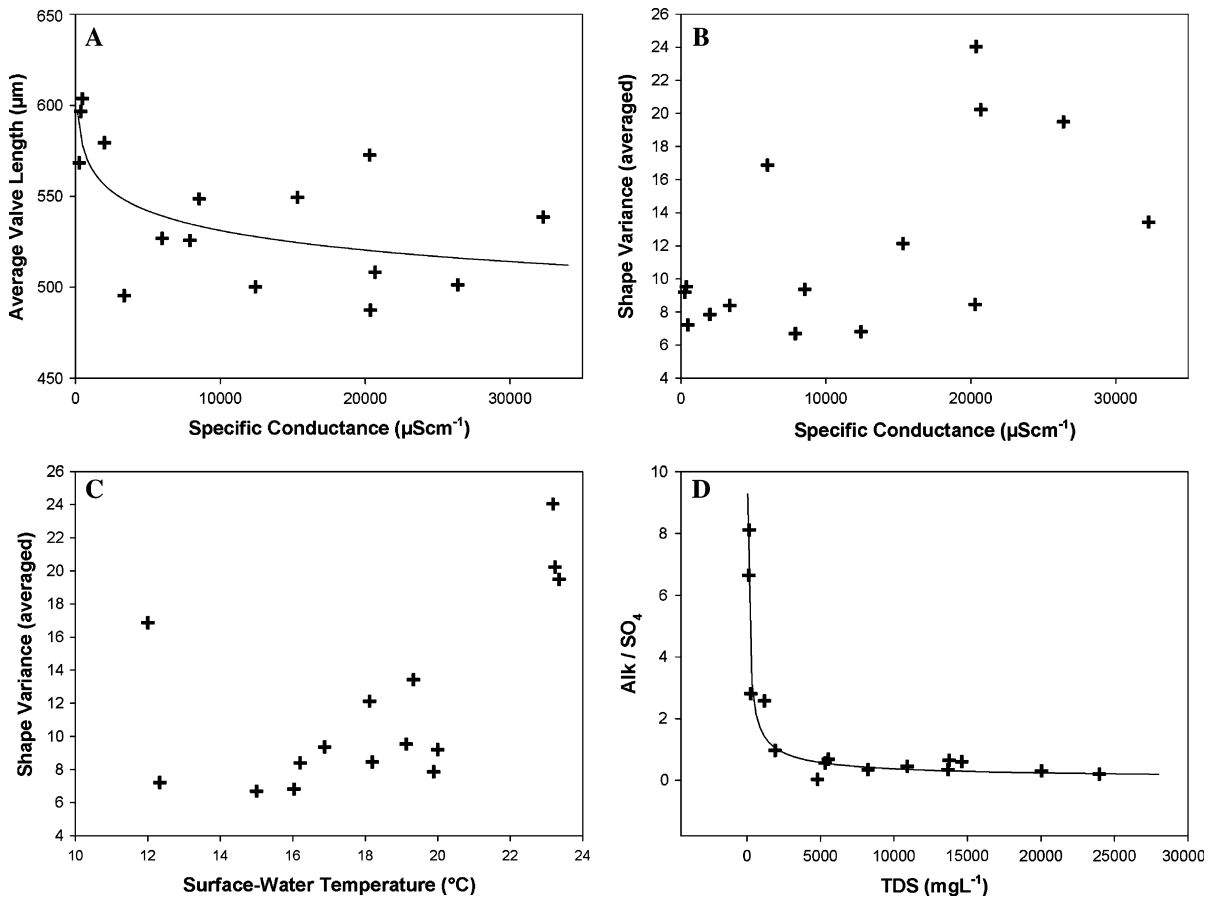 A
Average Valve Length (µm)
650
600
550
500
450
0 10000 20000 30000
Specific Conductance (µScm⁻¹)
B
Shape Variance (averaged)
26
24
22
20
18
16
14
12
10
8
6
4
0 10000 20000 30000
Specific Conductance (µScm⁻¹)
C
Shape Variance (averaged)
26
24
22
20
18
16
14
12
10
8
6
4
10 12 14 16 18 20 22 24
Surface-Water Temperature (°C)
D
Alk / SO₄
10
8
6
4
2
0
0 5000 10000 15000 20000 25000 30000
TDS (mgL⁻¹)